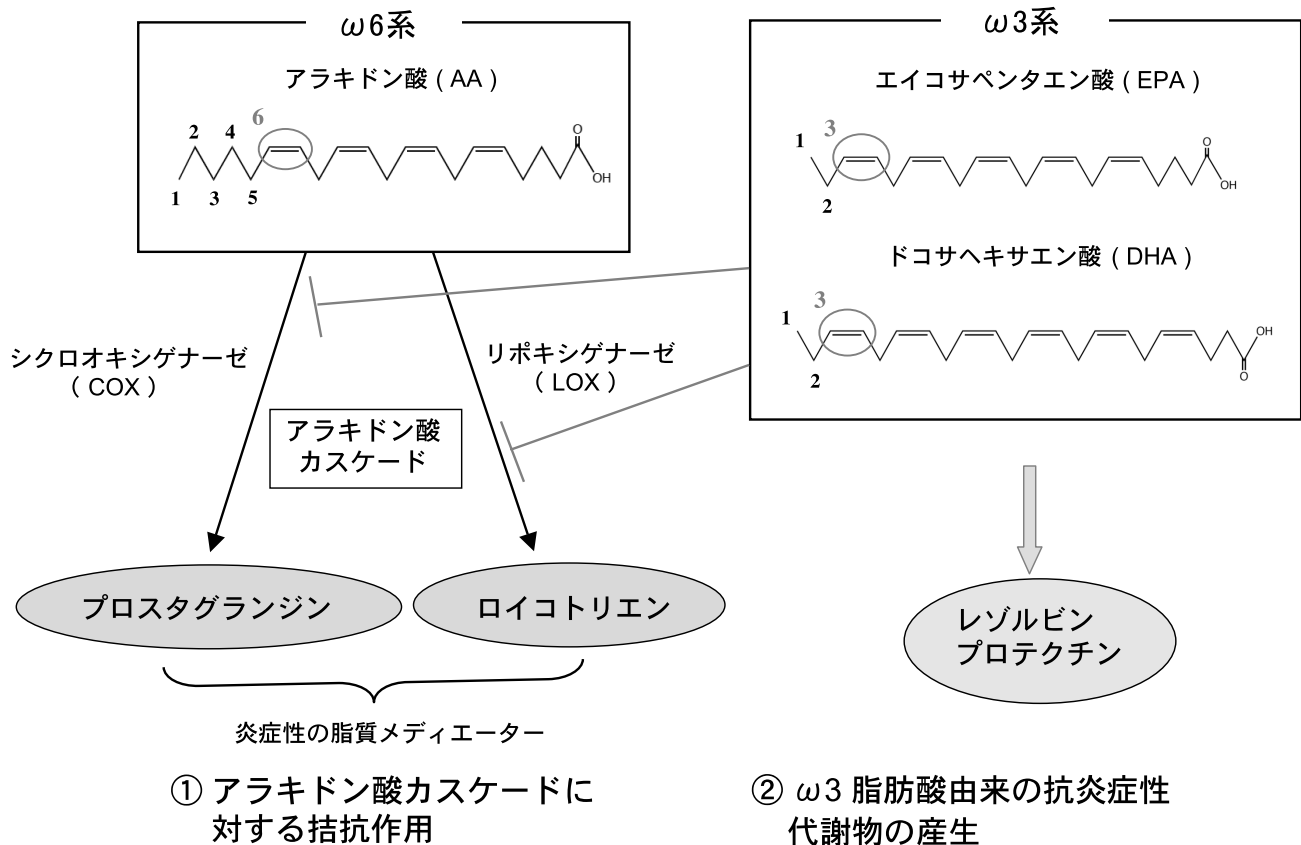 ω6系
アラキドン酸 ( AA )
6
2 4
1 3 5
O
OH
ω3系
エイコサペンタエン酸 ( EPA )
1 3
2
O
OH
ドコサヘキサエン酸 ( DHA )
1 3
2
OH
O
シクロオキシゲナーゼ
( COX )
リポキシゲナーゼ
( LOX )
アラキドン酸
カスケード
プロスタグランジン
ロイコトリエン
レゾルビン
プロテクチン
炎症性の脂質メディエーター
① アラキドン酸カスケードに
対する拮抗作用
② ω3 脂肪酸由来の抗炎症性
代謝物の産生